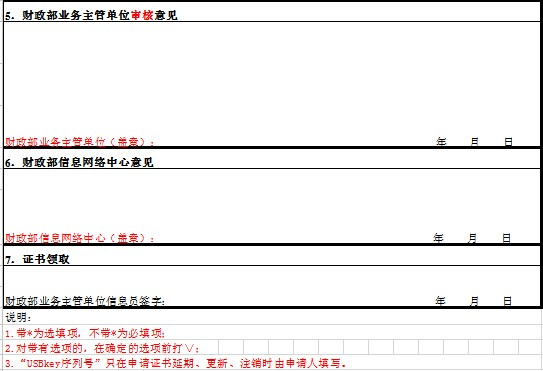 5. 财政部业务主管单位审核意见
财政部业务主管单位（盖章）： 年 月 日
6. 财政部信息网络中心意见
财政部信息网络中心（盖章）： 年 月 日
7. 证书领取
财政部业务主管单位信息员签字： 年 月 日
说明：
1.带*为选填项，不带*为必填项；
2.对带有选项的，在确定的选项前打√；
3.“USBkey序列号”只在申请证书延期、更新、注销时由申请人填写。